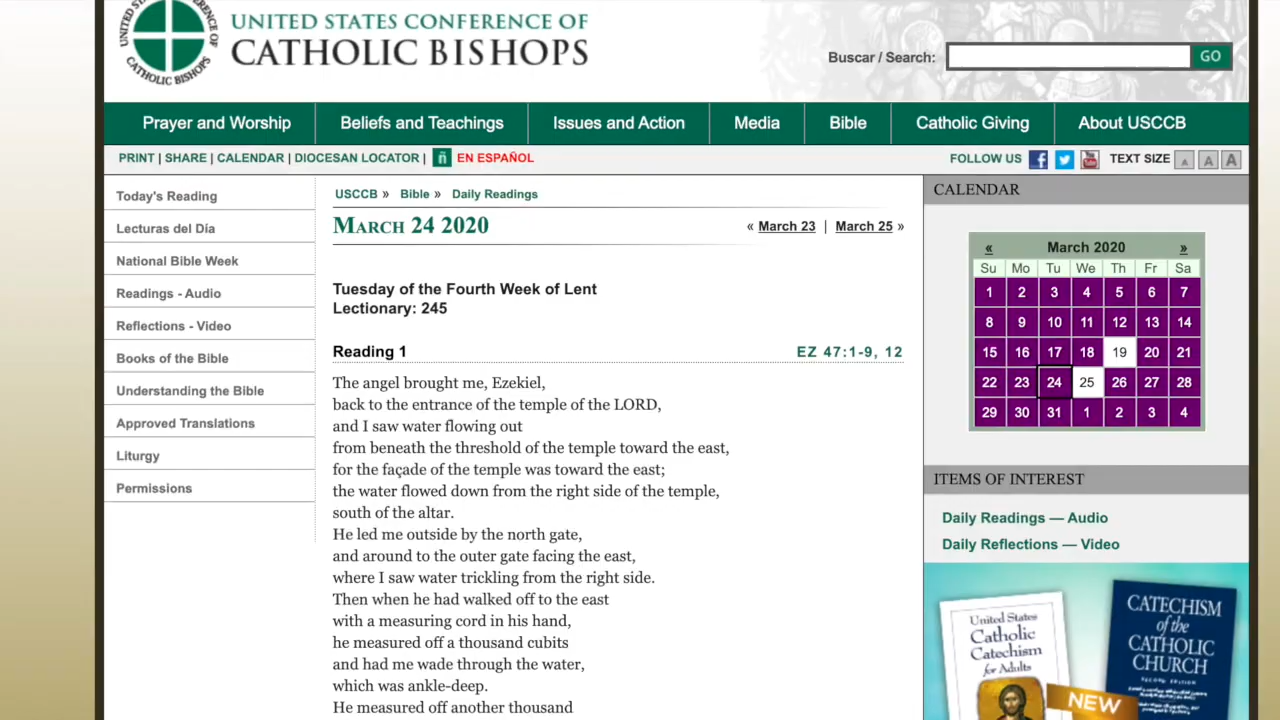 UNITED STATES CONFERENCE OF
CATHOLIC BISHOPS
Buscar / Search:
GO
Prayer and Worship
Beliefs and Teachings
Issues and Action
Media
Bible
Catholic Giving
About USCCB
PRINT | SHARE | CALENDAR | DIOCESAN LOCATOR | ñ EN ESPAÑOL
FOLLOW US
TEXT SIZE A A A
Today's Reading
Lecturas del Día
National Bible Week
Readings - Audio
Reflections - Video
Books of the Bible
Understanding the Bible
Approved Translations
Liturgy
Permissions
USCCB » Bible » Daily Readings
MARCH 24 2020
« March 23 | March 25 »
Tuesday of the Fourth Week of Lent
Lectionary: 245
Reading 1
EZ 47:1-9, 12
The angel brought me, Ezekiel,
back to the entrance of the temple of the LORD,
and I saw water flowing out
from beneath the threshold of the temple toward the east,
for the façade of the temple was toward the east;
the water flowed down from the right side of the temple,
south of the altar.
He led me outside by the north gate,
and around to the outer gate facing the east,
where I saw water trickling from the right side.
Then when he had walked off to the east
with a measuring cord in his hand,
he measured off a thousand cubits
and had me wade through the water,
which was ankle-deep.
He measured off another thousand
CALENDAR
« March 2020 »
Su Mo Tu We Th Fr Sa
1 2 3 4 5 6 7
8 9 10 11 12 13 14
15 16 17 18 19 20 21
22 23 24 25 26 27 28
29 30 31 1 2 3 4
ITEMS OF INTEREST
Daily Readings — Audio
Daily Reflections — Video
United States
Catholic
Catechism
for Adults
CATECHISM
of the
CATHOLIC
CHURCH
SECOND EDITION
NEW